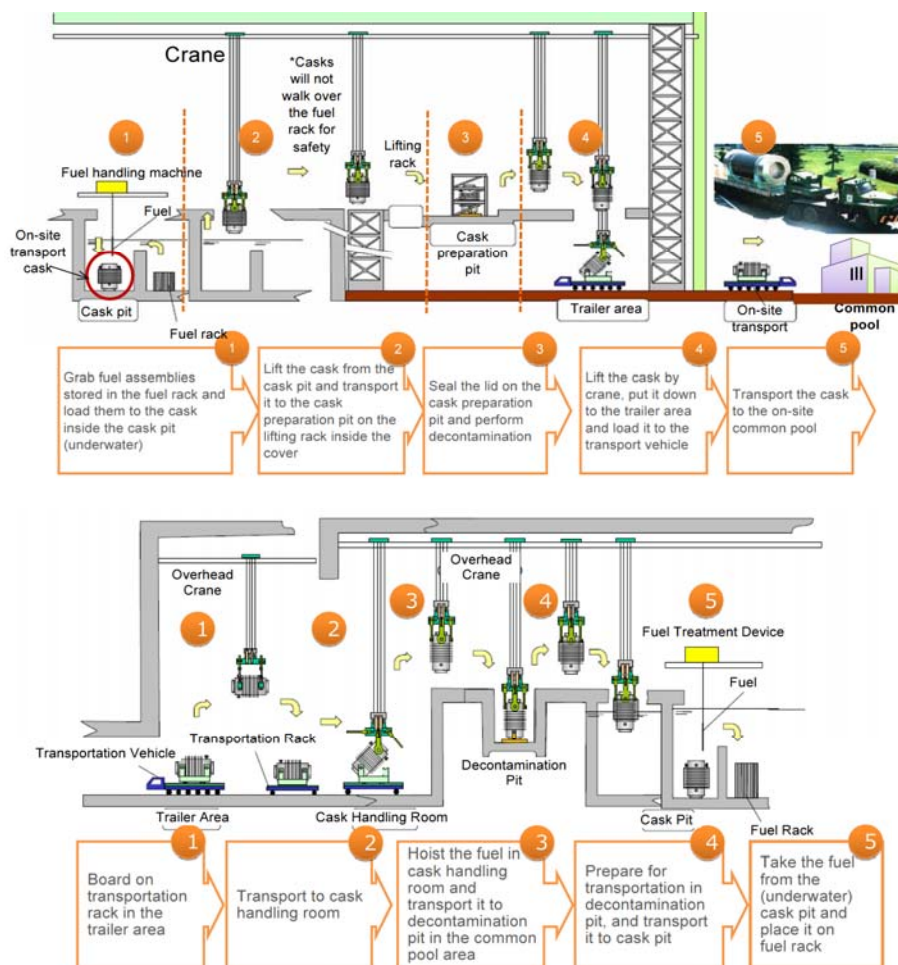 Crane
*Casks
will not
walk over
the fuel
rack for
safety
1
2
3
4
5
Lifting
rack
Fuel handling machine
Fuel
On-site
transport
cask
Cask
preparation
pit
Cask pit
Fuel rack
Trailer area
On-site
transport
Common
pool
1
Grab fuel assemblies
stored in the fuel rack and
load them to the cask
inside the cask pit
(underwater)
2
Lift the cask from the
cask pit and transport
it to the cask
preparation pit on the
lifting rack inside the
cover
3
Seal the lid on the
cask preparation
pit and perform
decontamination
4
Lift the cask by
crane, put it down
to the trailer area
and load it to the
transport vehicle
5
Transport the cask
to the on-site
common pool
Overhead
Crane
Overhead
Crane
1
2
3
4
5
Fuel Treatment Device
Fuel
Transportation Vehicle
Transportation Rack
Decontamination
Pit
Trailer Area
Cask Handling Room
Cask Pit
Fuel Rack
1
Board on
transportation
rack in the
trailer area
2
Transport to cask
handling room
3
Hoist the fuel in
cask handling
room and
transport it to
decontamination
pit in the common
pool area
4
Prepare for
transportation in
decontamination
pit, and transport
it to cask pit
5
Take the fuel
from the
(underwater)
cask pit and
place it on
fuel rack